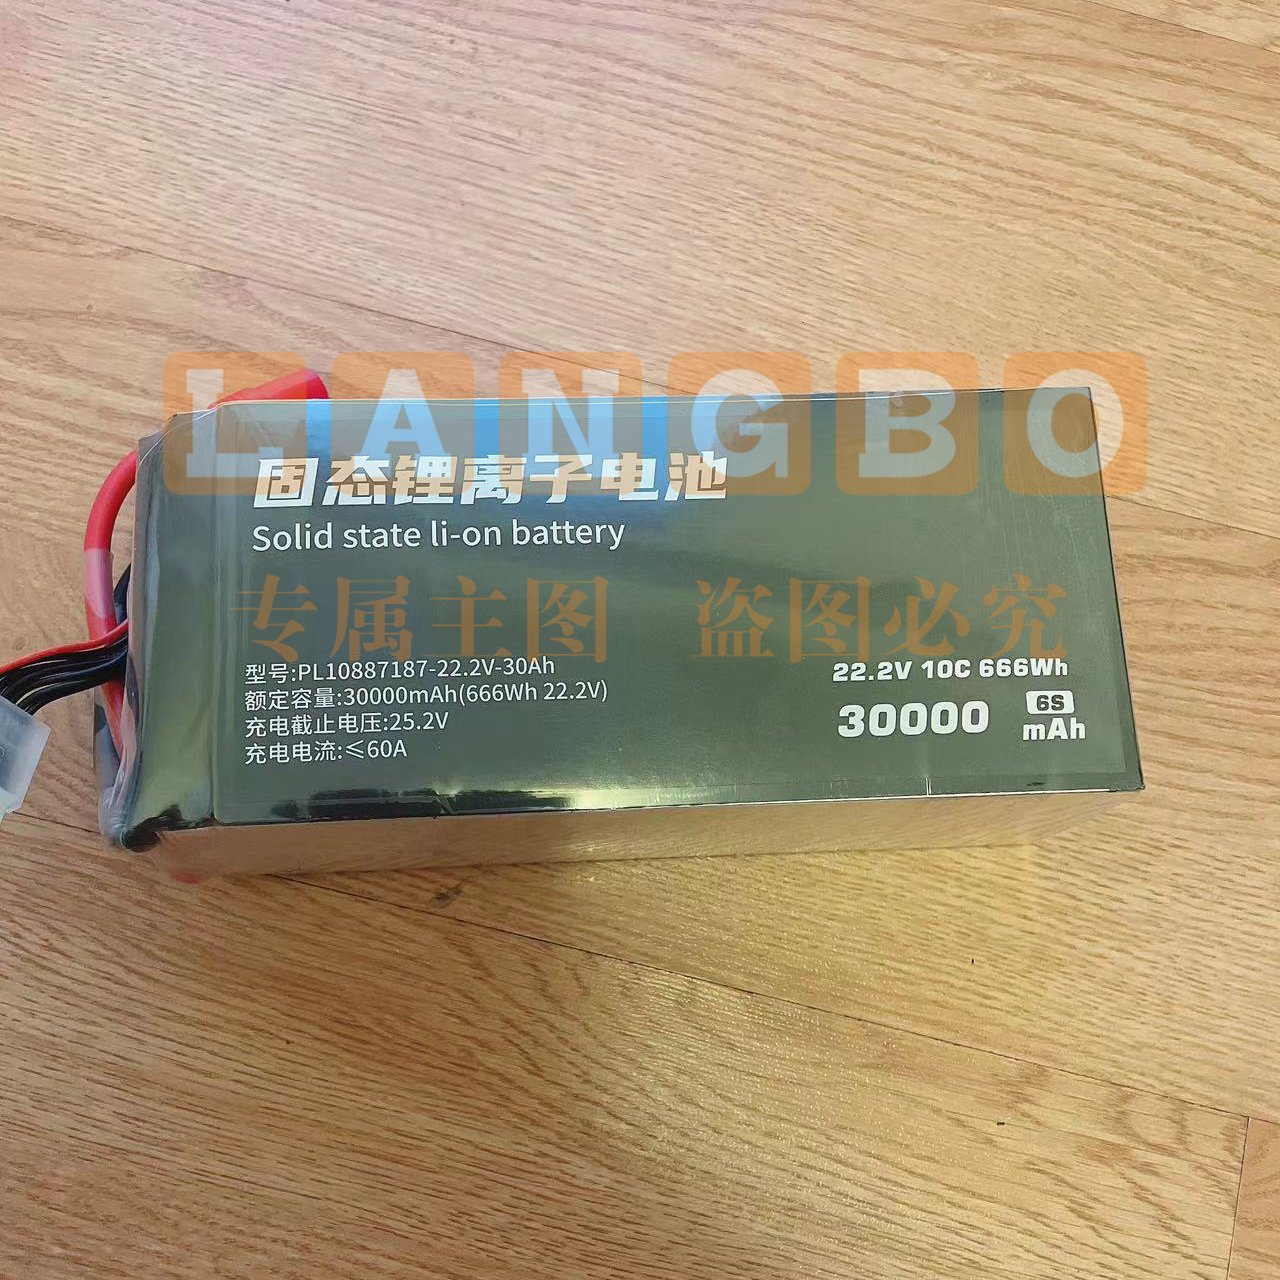 LANGBO
固态锂离子电池
Solid state li-on battery
专属主图 盗图必究
型号:PL10887187-22.2V-30Ah
额定容量:30000mAh(666Wh 22.2V)
充电截止电压:25.2V
充电电流:≤60A
22.2V 10C 666Wh
30000 6S mAh